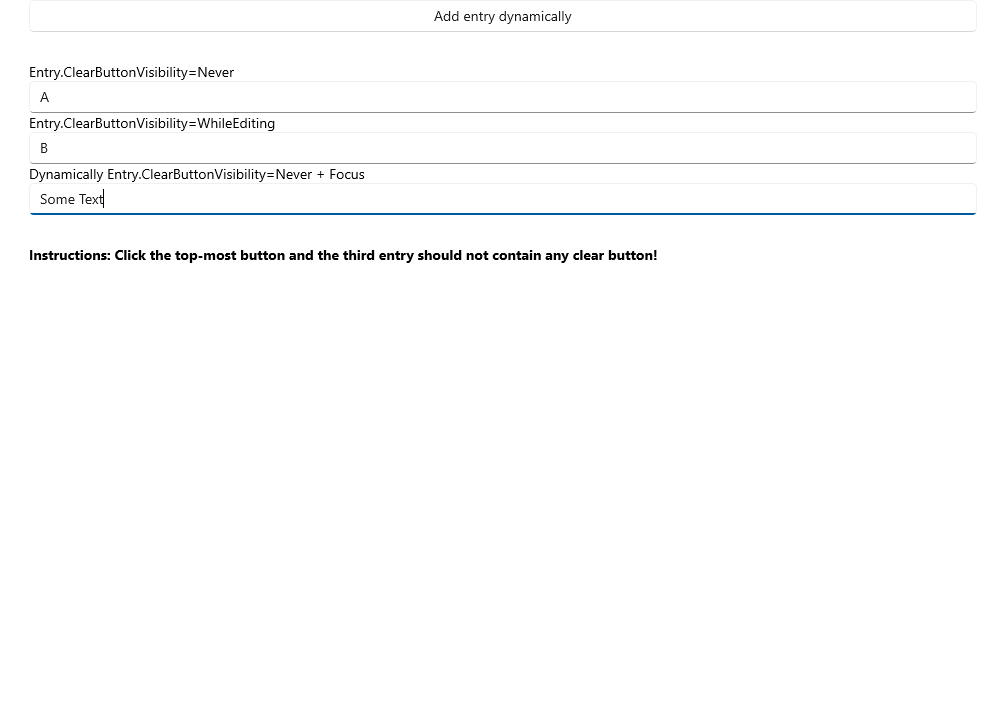 Add entry dynamically
Entry.ClearButtonVisibility=Never
A
Entry.ClearButtonVisibility=WhileEditing
B
Dynamically Entry.ClearButtonVisibility=Never + Focus
Some Text
Instructions: Click the top-most button and the third entry should not contain any clear button!